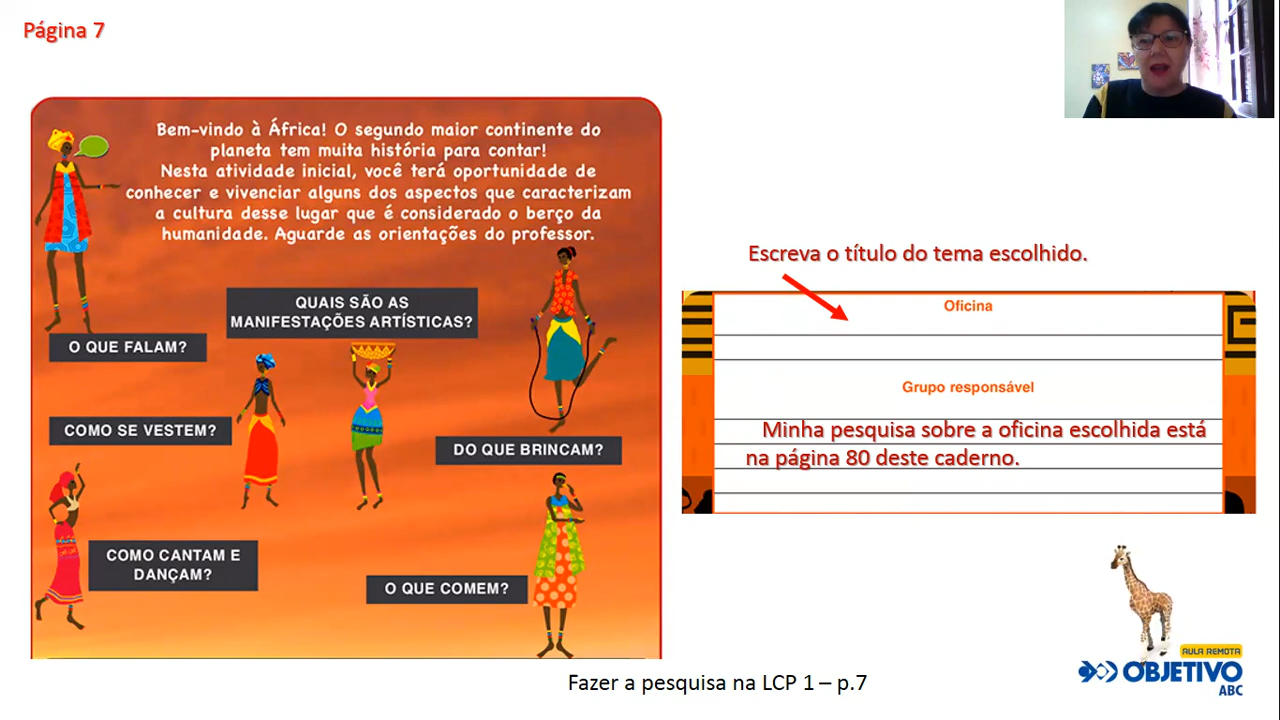 Página 7
Bem-vindo à África! O segundo maior continente do
planeta tem muita história para contar!
Nesta atividade inicial, você terá oportunidade de
conhecer e vivenciar alguns dos aspectos que caracterizam
a cultura desse lugar que é considerado o berço da
humanidade. Aguarde as orientações do professor.
QUAIS SÃO AS
MANIFESTAÇÕES ARTÍSTICAS?
O QUE FALAM?
COMO SE VESTEM?
DO QUE BRINCAM?
COMO CANTAM E
DANÇAM?
O QUE COMEM?
Escreva o título do tema escolhido.
Oficina
Grupo responsável
Minha pesquisa sobre a oficina escolhida está
na página 80 deste caderno.
AULA REMOTA
OBJETIVO
ABC
Fazer a pesquisa na LCP 1 – p.7